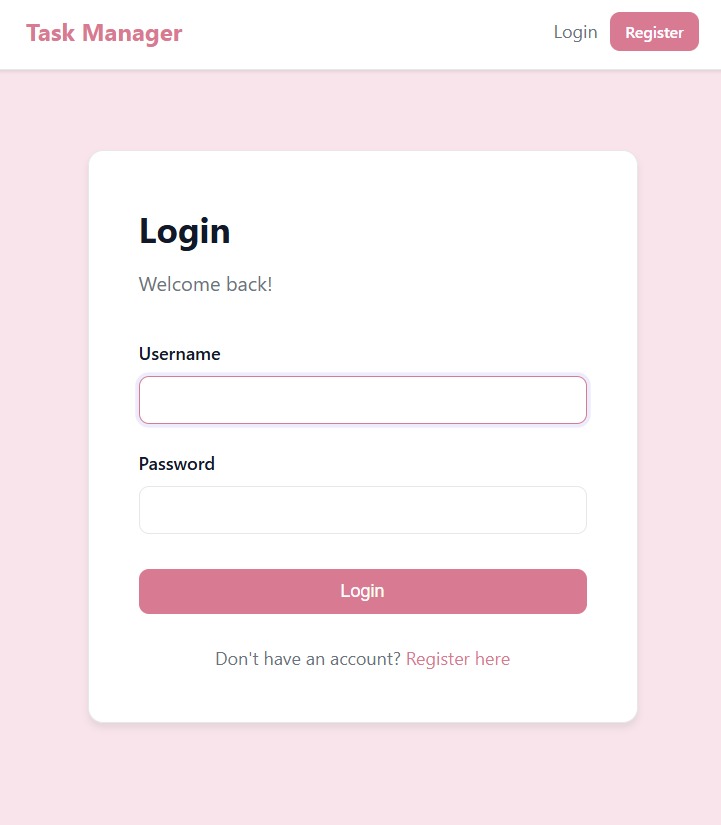 Task Manager
Login
Register
Login
Welcome back!
Username
Password
Login
Don't have an account? Register here